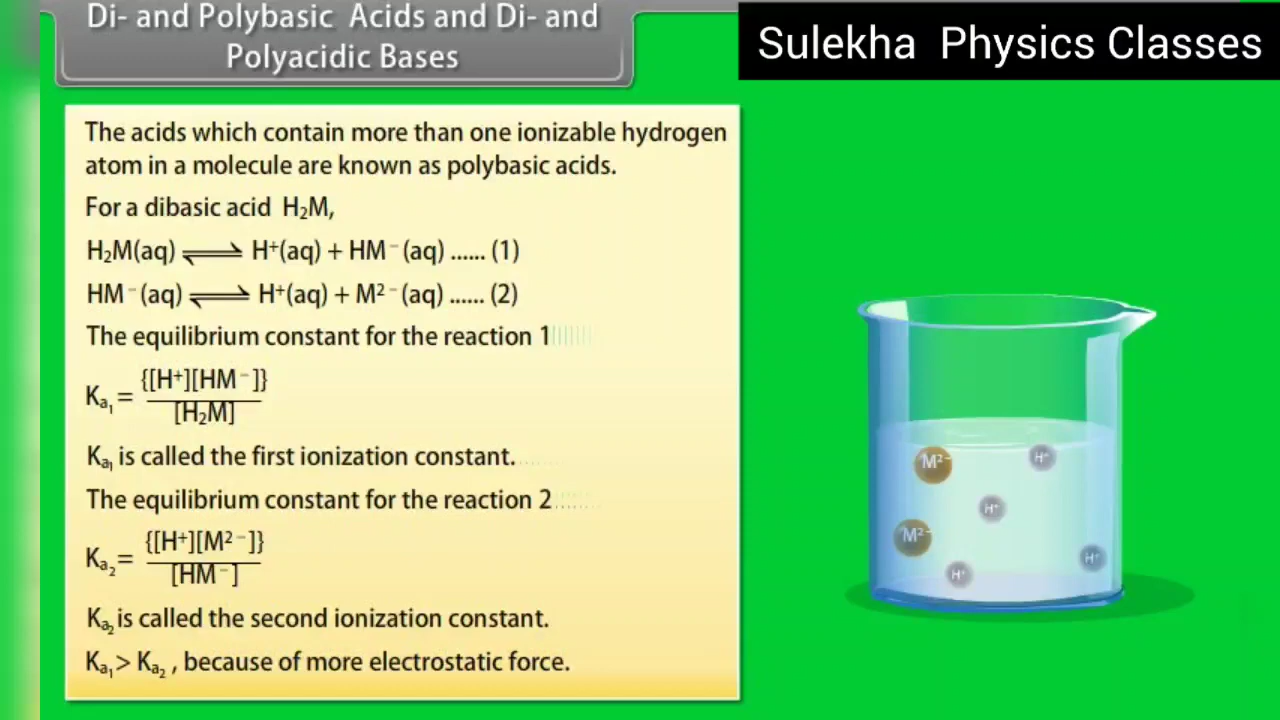 Di- and Polybasic Acids and Di- and
Polyacidic Bases
Sulekha Physics Classes
The acids which contain more than one ionizable hydrogen
atom in a molecule are known as polybasic acids.
For a dibasic acid H₂M,
H₂M(aq) ⇌ H⁺(aq) + HM⁻(aq) ...... (1)
HM⁻(aq) ⇌ H⁺(aq) + M²⁻(aq) ...... (2)
The equilibrium constant for the reaction 1
Kₐ₁ = {[H⁺][HM⁻]}
[H₂M]
Kₐ₁ is called the first ionization constant.
The equilibrium constant for the reaction 2
Kₐ₂ = {[H⁺][M²⁻]}
[HM⁻]
Kₐ₂ is called the second ionization constant.
Kₐ₁ > Kₐ₂ , because of more electrostatic force.
M²⁻
H⁺
H⁺
M²⁻
H⁺
H⁺